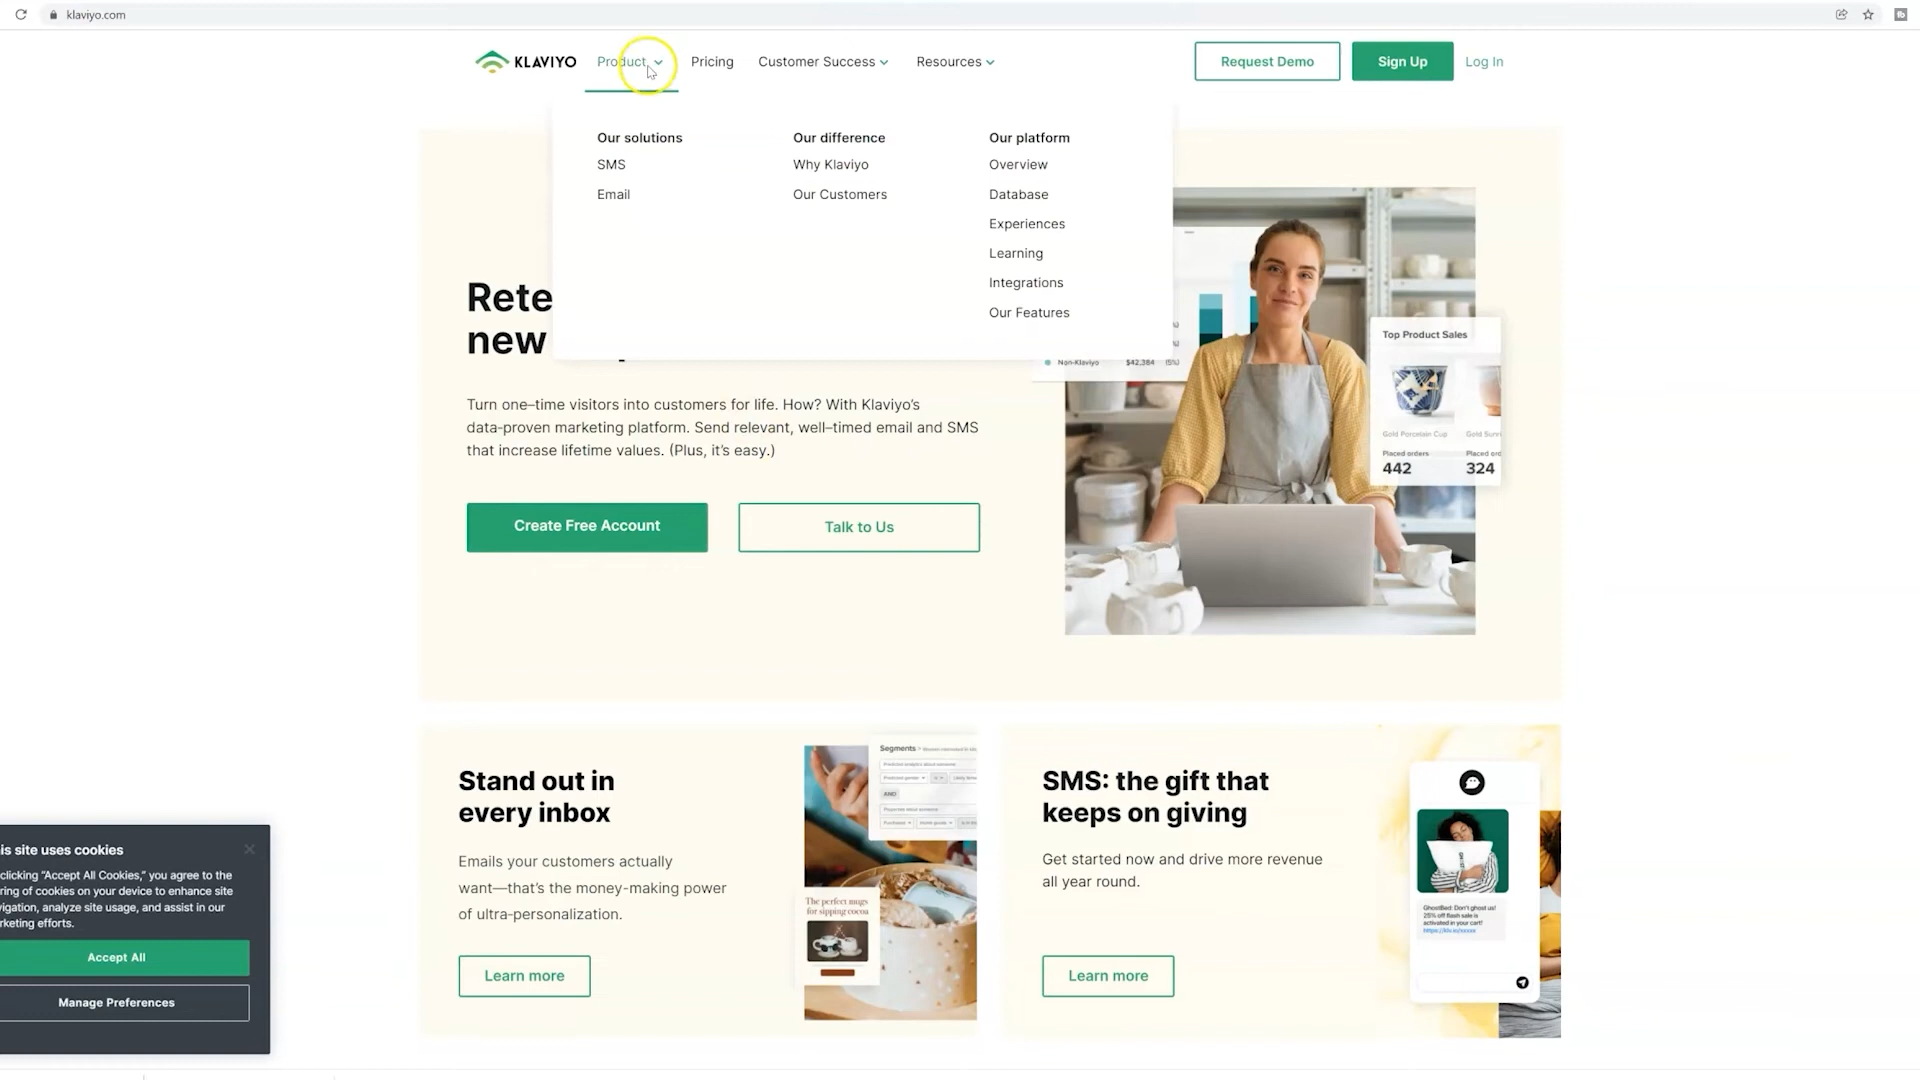 klaviyo.com
KLAVIYO
Product
Pricing
Customer Success
Resources
Request Demo
Sign Up
Log In
Our solutions
SMS
Email
Our difference
Why Klaviyo
Our Customers
Our platform
Overview
Database
Experiences
Learning
Integrations
Our Features
Rete
new
Turn one-time visitors into customers for life. How? With Klaviyo's
data-proven marketing platform. Send relevant, well-timed email and SMS
that increase lifetime values. (Plus, it's easy.)
Create Free Account
Talk to Us
Non-Klaviyo $42,384 (5%)
Top Product Sales
Gold Porcelain Cup
Placed orders
442
Gold Sunr
Placed orc
324
Stand out in
every inbox
Emails your customers actually
want—that's the money-making power
of ultra-personalization.
Learn more
Segments
AND
The perfect mugs
for sipping cocoa
SMS: the gift that
keeps on giving
Get started now and drive more revenue
all year round.
Learn more
GhostBed: Don't ghost us!
25% off flash sale is
activated in your cart!
is site uses cookies
clicking “Accept All Cookies,” you agree to the
ring of cookies on your device to enhance site
vigation, analyze site usage, and assist in our
rketing efforts.
Accept All
Manage Preferences